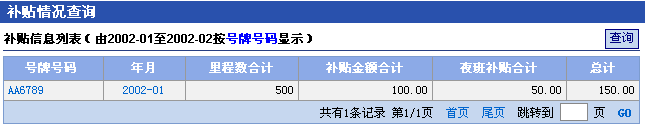 补贴情况查询
补贴信息列表（由2002-01至2002-02按号牌号码显示） 查询
号牌号码 年月 里程数合计 补贴金额合计 夜班补贴合计 总计
AA6789 2002-01 500 100.00 50.00 150.00
共有1条记录 第1/1页 首页 尾页 跳转到 页 GO